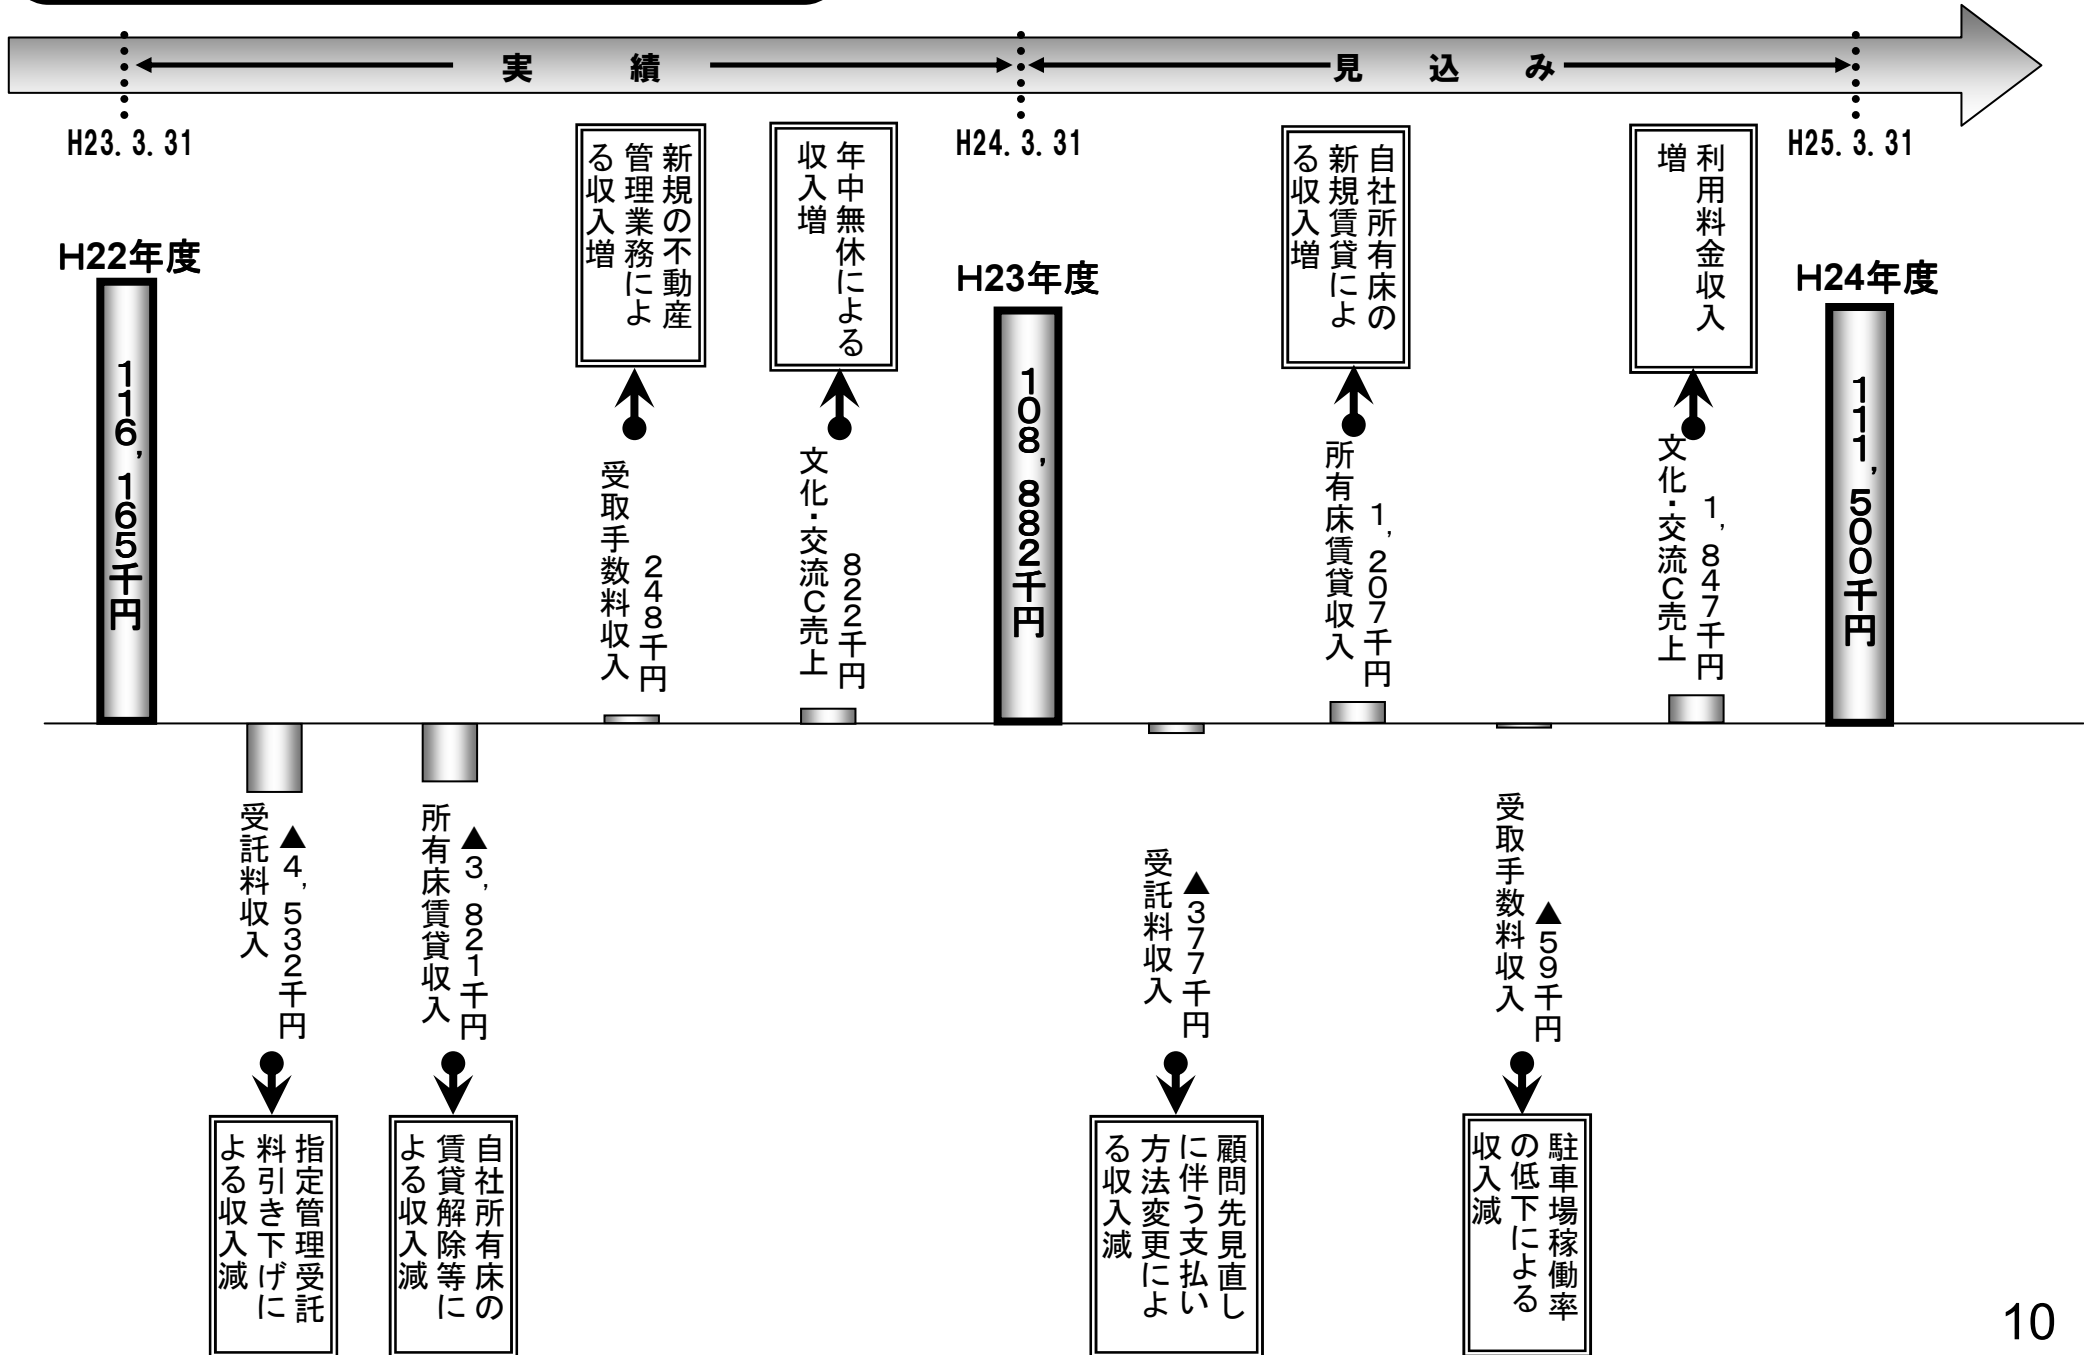 実績
見込み
H23.3.31
H24.3.31
H25.3.31
新規の不動産
管理業務によ
る収入増
年中無休による
収入増
自社所有床の
新規賃貸によ
る収入増
利用料金収入
増
H22年度
H23年度
H24年度
116,165千円
受取手数料収入
248千円
文化・交流C売上
822千円
108,882千円
所有床賃貸収入
1,207千円
文化・交流C売上
1,847千円
111,500千円
受託料収入
▲4,532千円
所有床賃貸収入
▲3,821千円
受託料収入
▲377千円
受取手数料収入
▲59千円
指定管理受託
料引き下げに
よる収入減
自社所有床の
賃貸解除等に
よる収入減
顧問先見直し
に伴う支払い
方法変更によ
る収入減
駐車場稼働率
の低下による
収入減
10